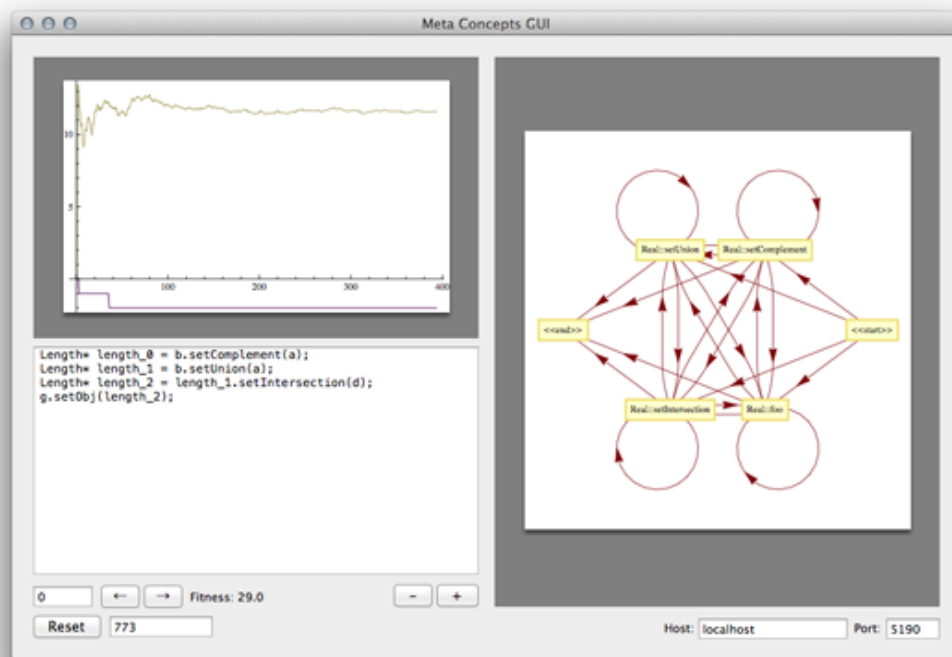 Meta Concepts GUI
10
5
100
200
300
400
Length* length_0 = b.setComplement(a);
Length* length_1 = b.setUnion(a);
Length* length_2 = length_1.setIntersection(d);
g.setObj(length_2);
Real::setUnion
Real::setComplement
<<end>>
<<start>>
Real::setIntersection
Real::foo
0
←
→
Fitness: 29.0
-
+
Reset
773
Host: localhost
Port: 5190